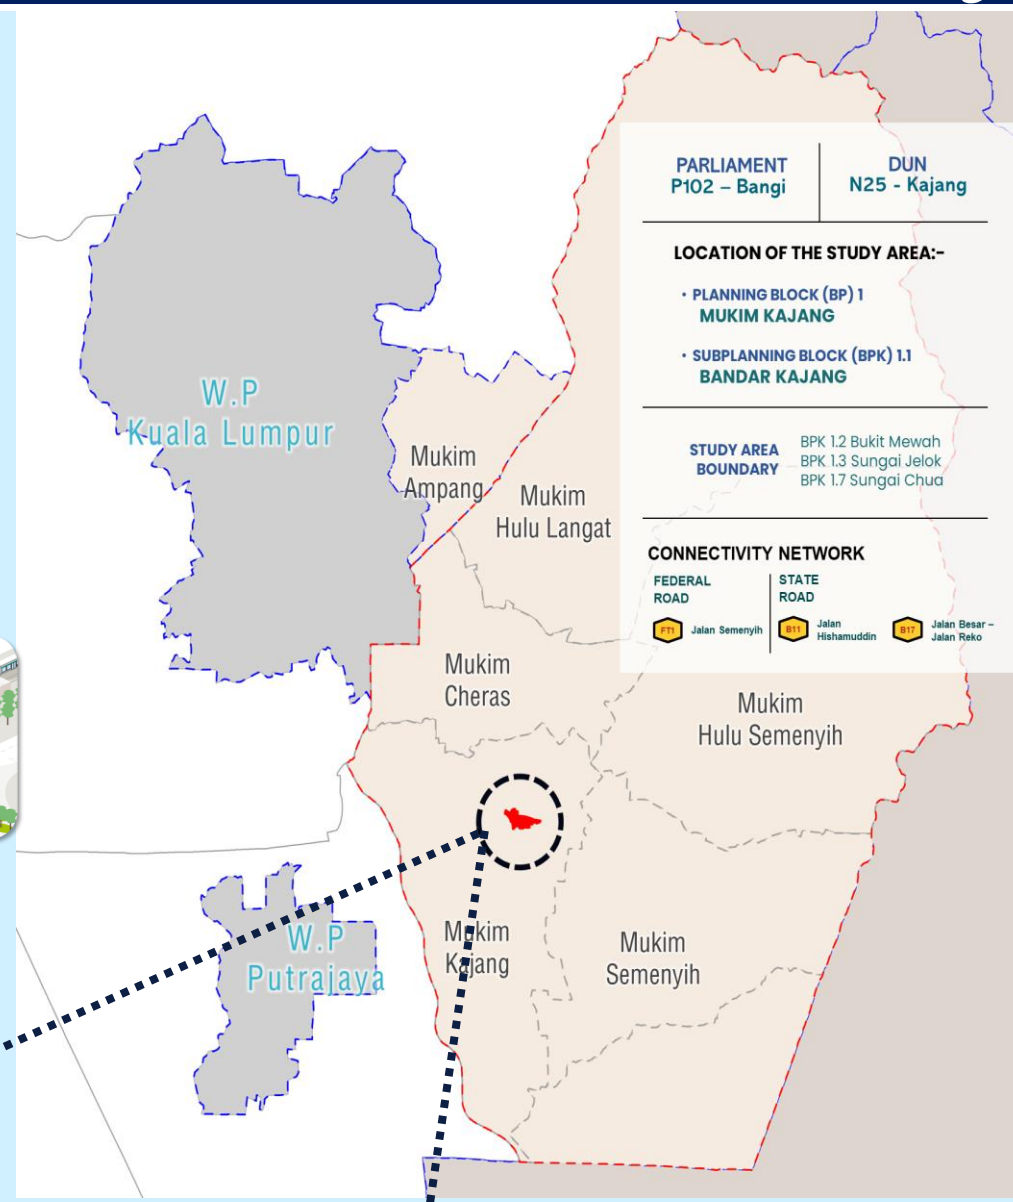 PARLIAMENT
P102 – Bangi
DUN
N25 - Kajang
LOCATION OF THE STUDY AREA:-
• PLANNING BLOCK (BP) 1
MUKIM KAJANG
• SUBPLANNING BLOCK (BPK) 1.1
BANDAR KAJANG
STUDY AREA
BOUNDARY
BPK 1.2 Bukit Mewah
BPK 1.3 Sungai Jelok
BPK 1.7 Sungai Chua
CONNECTIVITY NETWORK
FEDERAL
ROAD
FT1
Jalan Semenyih
STATE
ROAD
B11
Jalan
Hishamuddin
B17
Jalan Besar –
Jalan Reko
W.P
Kuala Lumpur
Mukim
Ampang
Mukim
Hulu Langat
Mukim
Cheras
Mukim
Hulu Semenyih
Mukim
Kajang
Mukim
Semenyih
W.P
Putrajaya